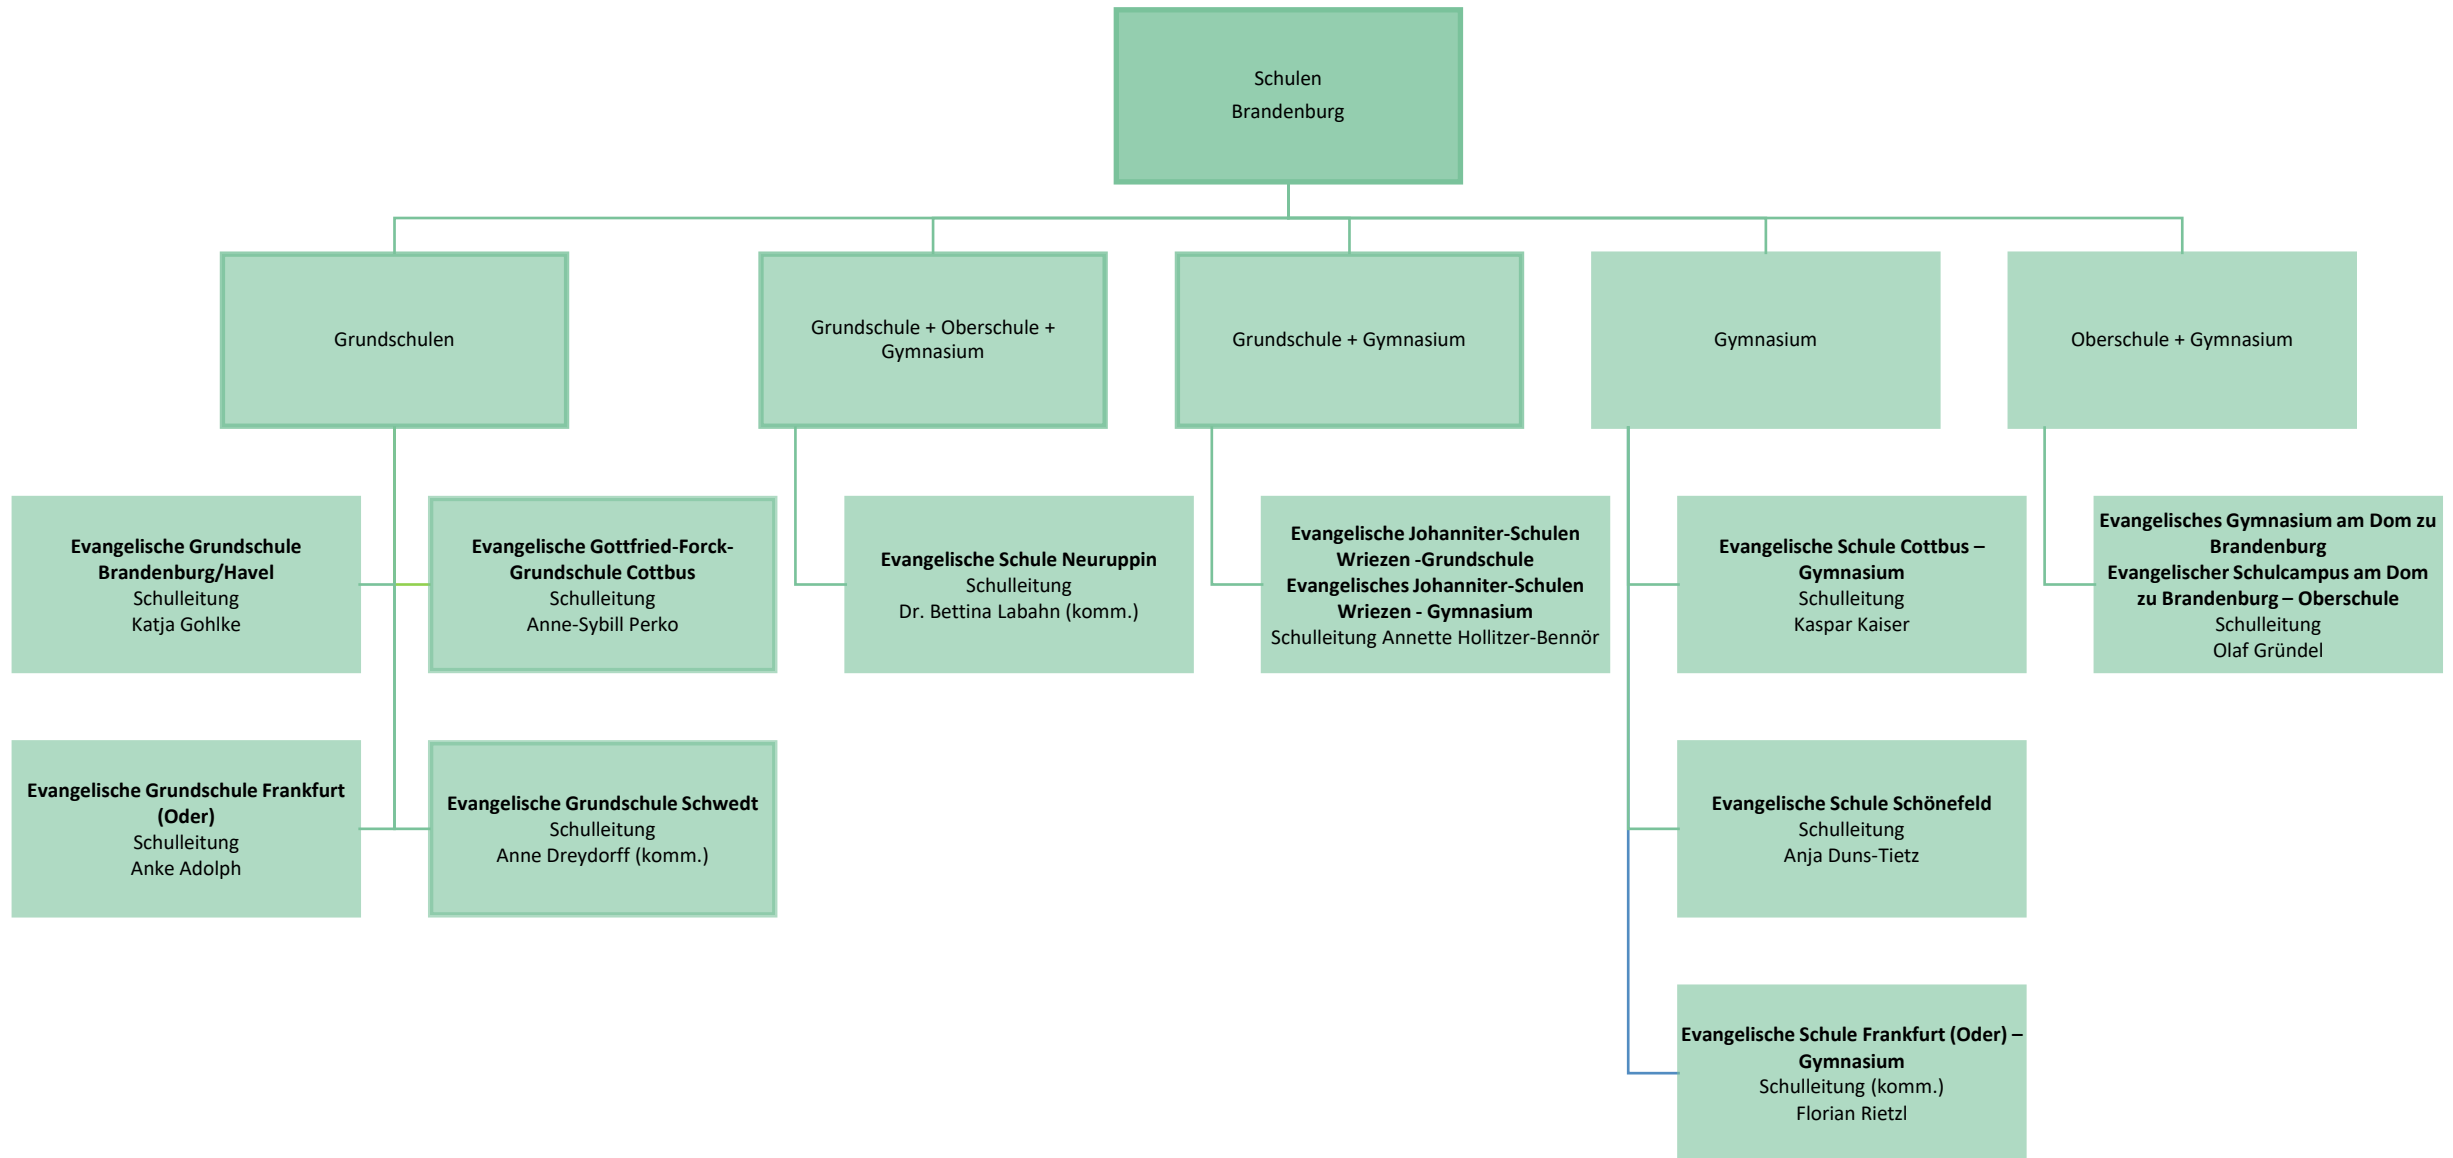 Schulen
Brandenburg
Grundschulen
Grundschule + Oberschule +
Gymnasium
Grundschule + Gymnasium
Gymnasium
Oberschule + Gymnasium
Evangelische Grundschule
Brandenburg/Havel
Schulleitung
Katja Gohlke
Evangelische Gottfried-Forck-
Grundschule Cottbus
Schulleitung
Anne-Sybill Perko
Evangelische Schule Neuruppin
Schulleitung
Dr. Bettina Labahn (komm.)
Evangelische Johanniter-Schulen
Wriezen -Grundschule
Evangelisches Johanniter-Schulen
Wriezen - Gymnasium
Schulleitung Annette Hollitzer-Bennör
Evangelische Schule Cottbus –
Gymnasium
Schulleitung
Kaspar Kaiser
Evangelisches Gymnasium am Dom zu
Brandenburg
Evangelischer Schulcampus am Dom
zu Brandenburg – Oberschule
Schulleitung
Olaf Gründel
Evangelische Grundschule Frankfurt
(Oder)
Schulleitung
Anke Adolph
Evangelische Grundschule Schwedt
Schulleitung
Anne Dreydorff (komm.)
Evangelische Schule Schönefeld
Schulleitung
Anja Duns-Tietz
Evangelische Schule Frankfurt (Oder) –
Gymnasium
Schulleitung (komm.)
Florian Rietzl